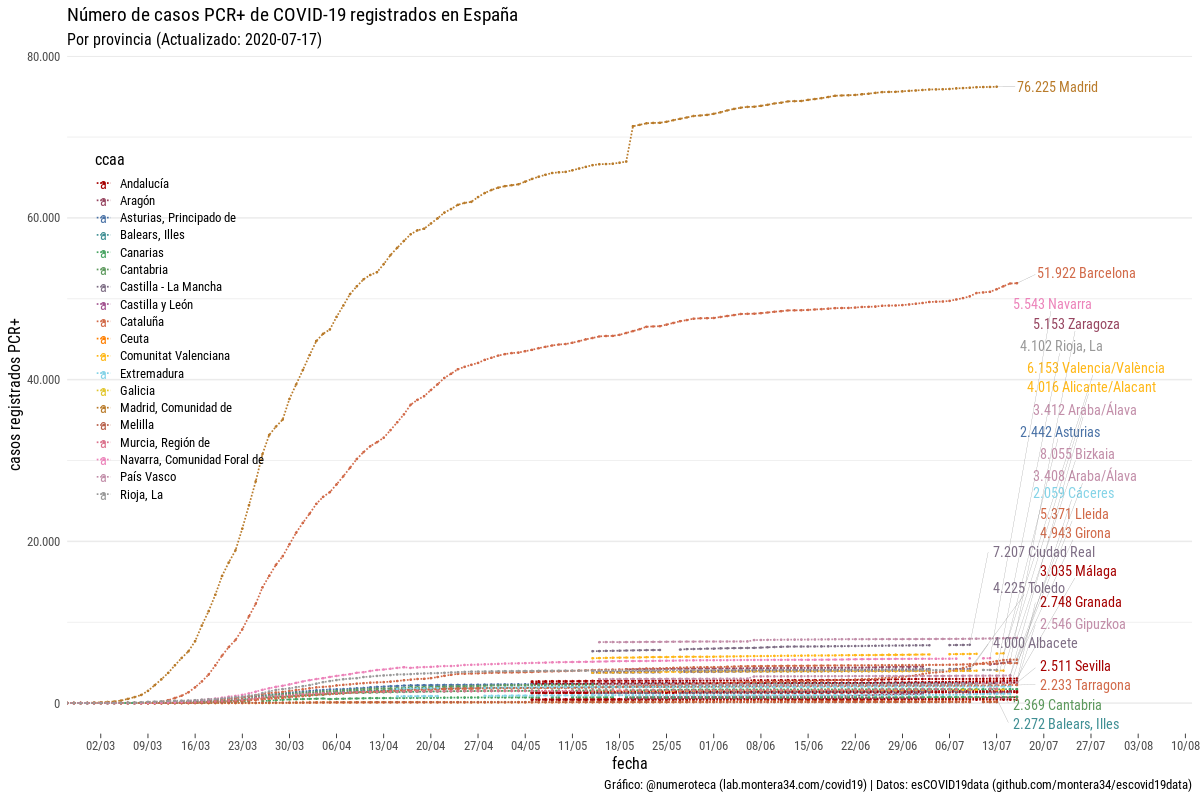 Número de casos PCR+ de COVID-19 registrados en España
Por provincia (Actualizado: 2020-07-17)
80.000
60.000
40.000
20.000
0
casos registrados PCR+
ccaa
Andalucía
Aragón
Asturias, Principado de
Balears, Illes
Canarias
Cantabria
Castilla - La Mancha
Castilla y León
Cataluña
Ceuta
Comunitat Valenciana
Extremadura
Galicia
Madrid, Comunidad de
Melilla
Murcia, Región de
Navarra, Comunidad Foral de
País Vasco
Rioja, La
76.225 Madrid
51.922 Barcelona
5.543 Navarra
5.153 Zaragoza
4.102 Rioja, La
6.153 Valencia/València
4.016 Alicante/Alacant
3.412 Araba/Álava
2.442 Asturias
8.055 Bizkaia
3.408 Araba/Álava
2.059 Cáceres
5.371 Lleida
4.943 Girona
7.207 Ciudad Real
3.035 Málaga
4.225 Toledo
2.748 Granada
2.546 Gipuzkoa
4.000 Albacete
2.511 Sevilla
2.233 Tarragona
2.369 Cantabria
2.272 Balears, Illes
02/03 09/03 16/03 23/03 30/03 6/04 13/04 20/04 27/04 04/05 11/05 18/05 25/05 01/06 08/06 15/06 22/06 29/06 06/07 13/07 20/07 27/07 03/08 10/08
fecha
Gráfico: @numeroteca (lab.montera34.com/covid19) | Datos: esCOVID19data (github.com/montera34/escovid19data)